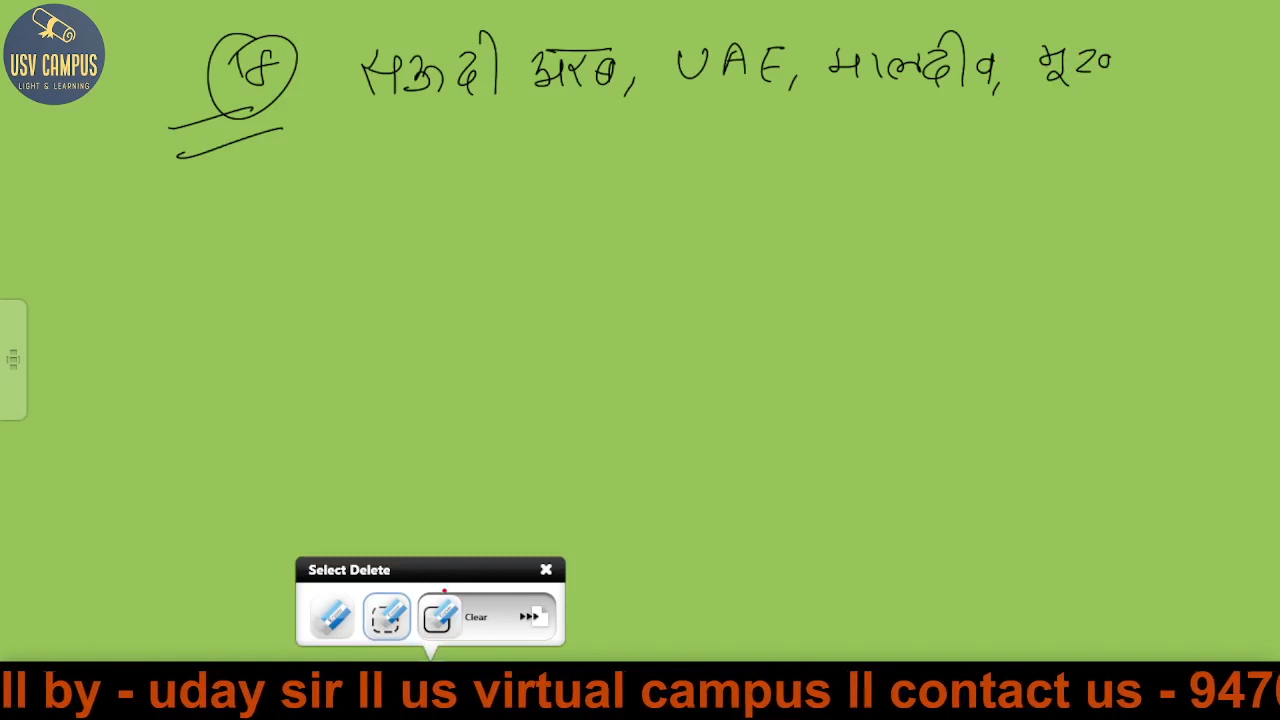 USV CAMPUS
LIGHT & LEARNING
18 सऊदी अरब, UAE, मालदीव,
Select Delete
Clear
ll by - uday sir ll us virtual campus ll contact us - 947